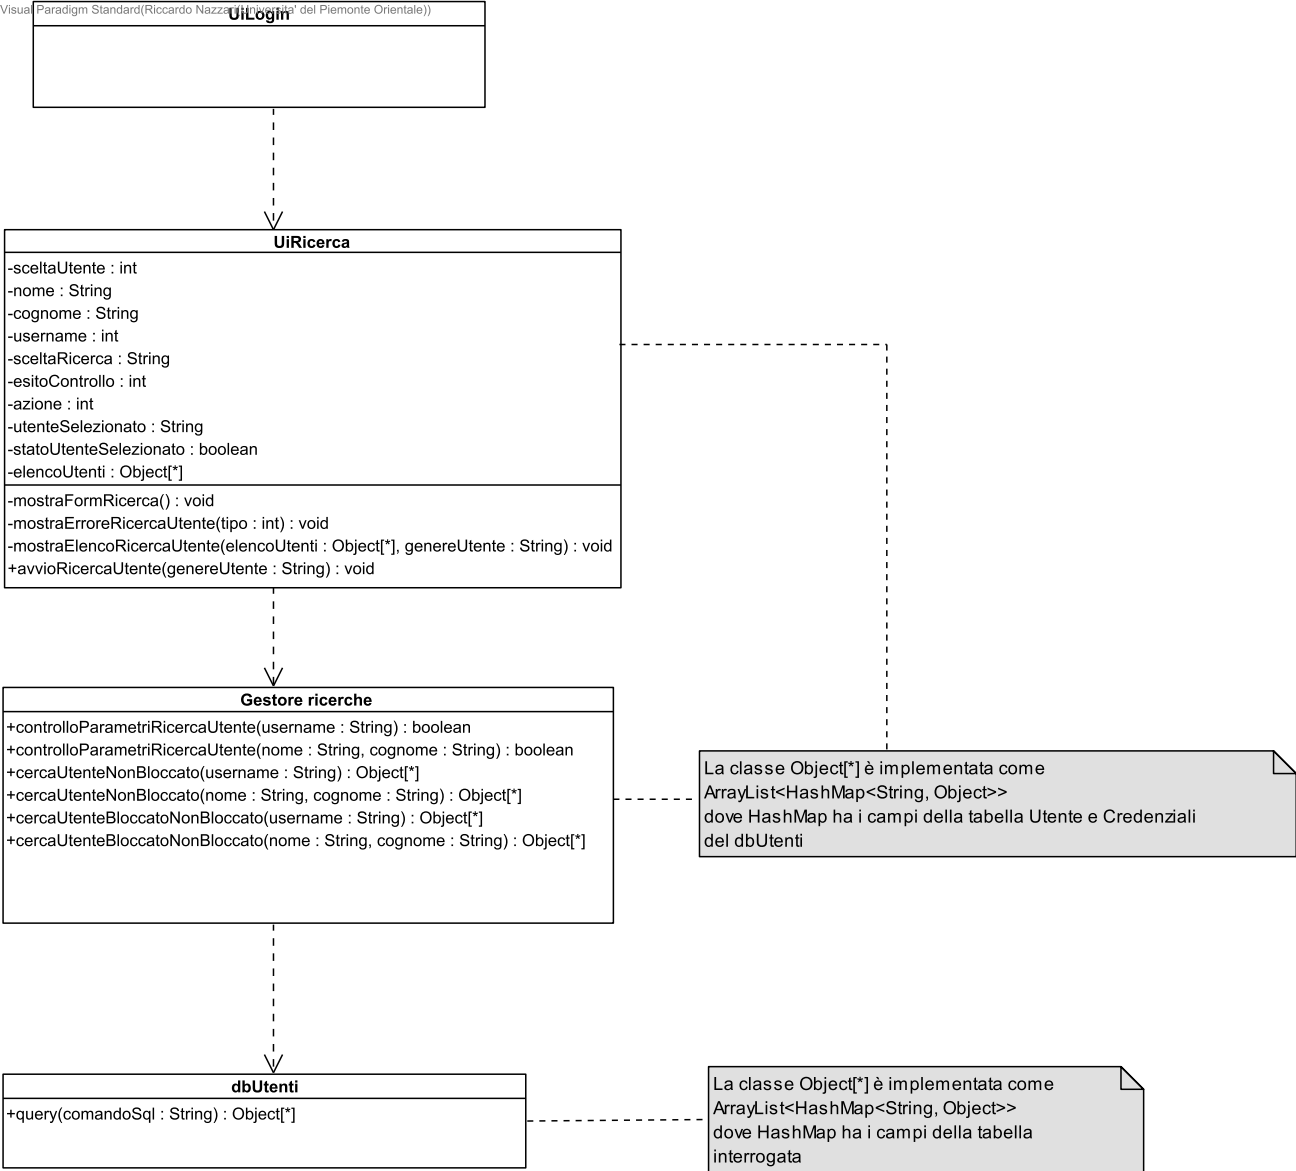 Visual Paradigm Standard(Riccardo Nazzari(Universita' del Piemonte Orientale))
UiLogin
UiRicerca
-sceltaUtente : int
-nome : String
-cognome : String
-username : int
-sceltaRicerca : String
-esitoControllo : int
-azione : int
-utenteSelezionato : String
-statoUtenteSelezionato : boolean
-elencoUtenti : Object[*]
-mostraFormRicerca() : void
-mostraErroreRicercaUtente(tipo : int) : void
-mostraElencoRicercaUtente(elencoUtenti : Object[*], genereUtente : String) : void
+avvioRicercaUtente(genereUtente : String) : void
Gestore ricerche
+controlloParametriRicercaUtente(username : String) : boolean
+controlloParametriRicercaUtente(nome : String, cognome : String) : boolean
+cercaUtenteNonBloccato(username : String) : Object[*]
+cercaUtenteNonBloccato(nome : String, cognome : String) : Object[*]
+cercaUtenteBloccatoNonBloccato(username : String) : Object[*]
+cercaUtenteBloccatoNonBloccato(nome : String, cognome : String) : Object[*]
La classe Object[*] è implementata come
ArrayList<HashMap<String, Object>>
dove HashMap ha i campi della tabella Utente e Credenziali
del dbUtenti
dbUtenti
+query(comandoSql : String) : Object[*]
La classe Object[*] è implementata come
ArrayList<HashMap<String, Object>>
dove HashMap ha i campi della tabella
interrogata